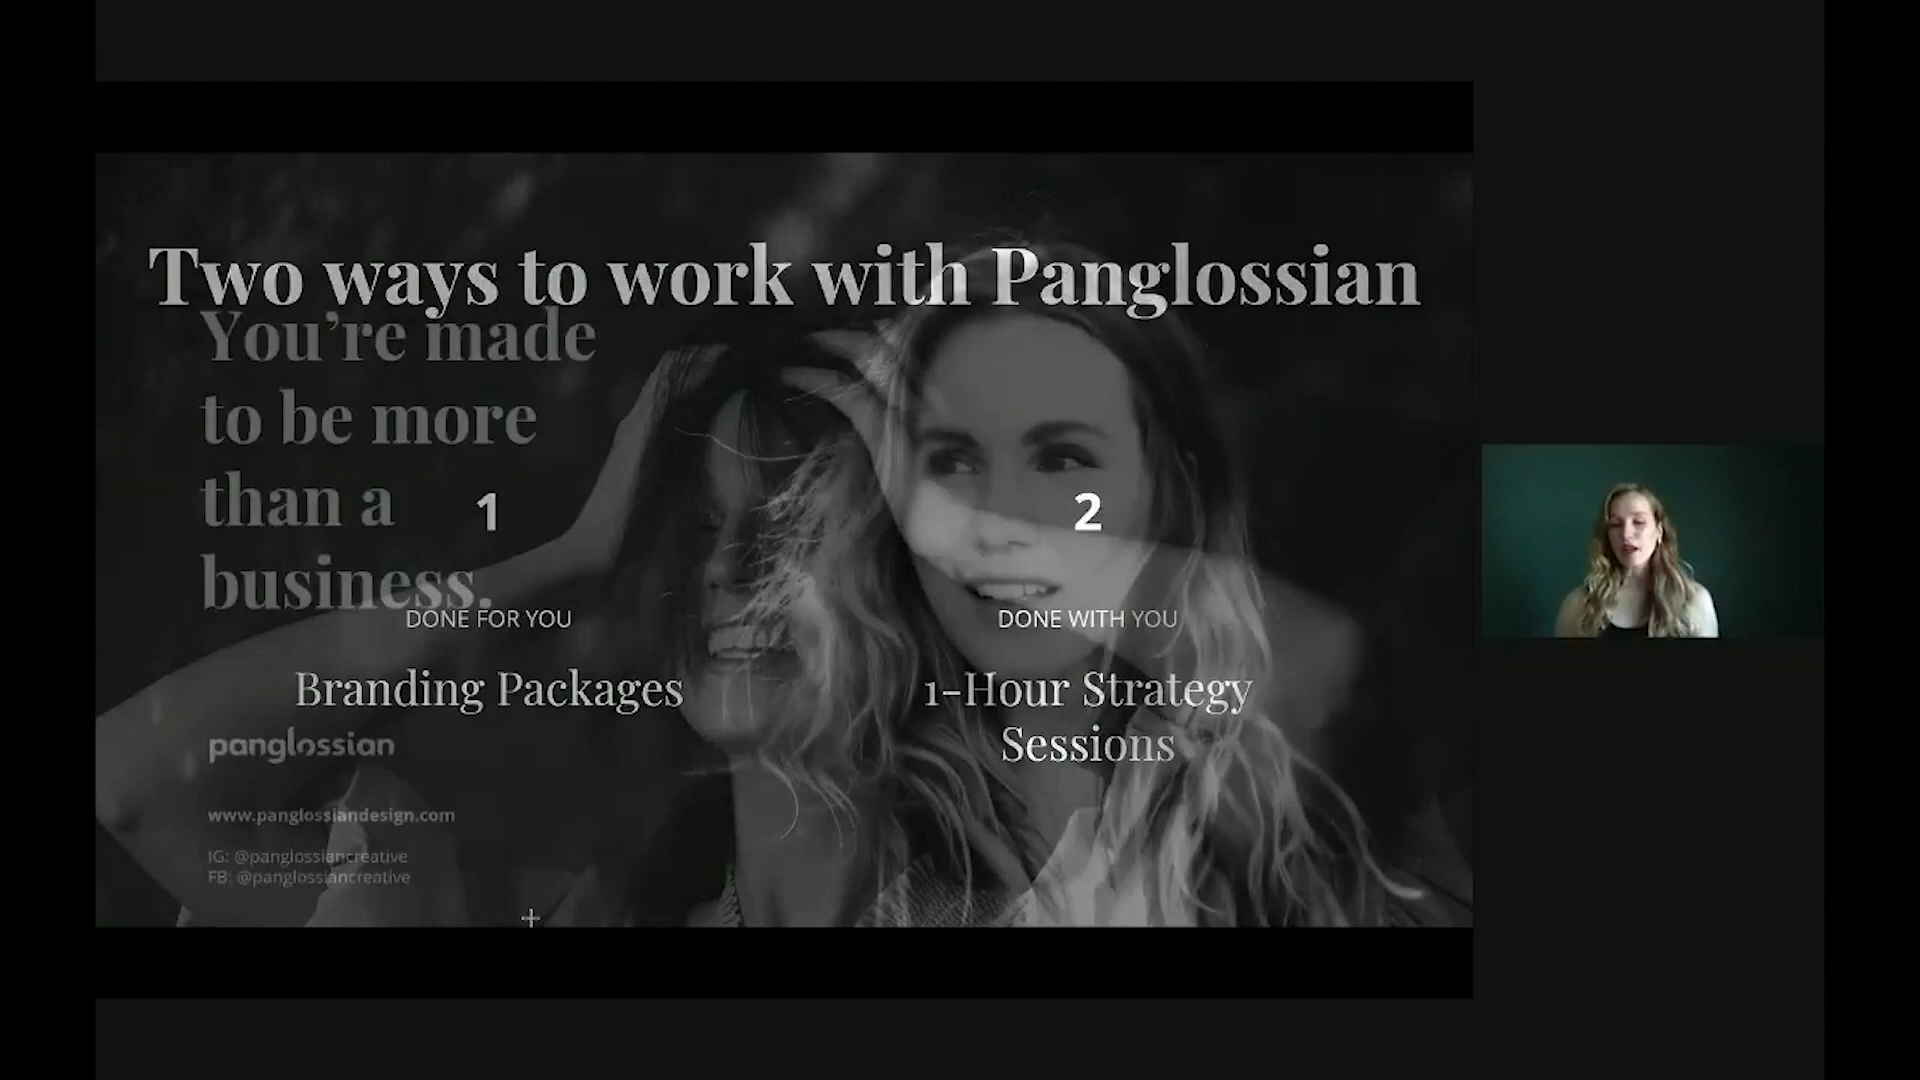 Two ways to work with Panglossian
You're made
to be more
than a
business.
1
DONE FOR YOU
Branding Packages
2
DONE WITH YOU
1-Hour Strategy
Sessions
panglossian
www.panglossiandesign.com
IG: @panglossiancreative
FB: @panglossiancreative